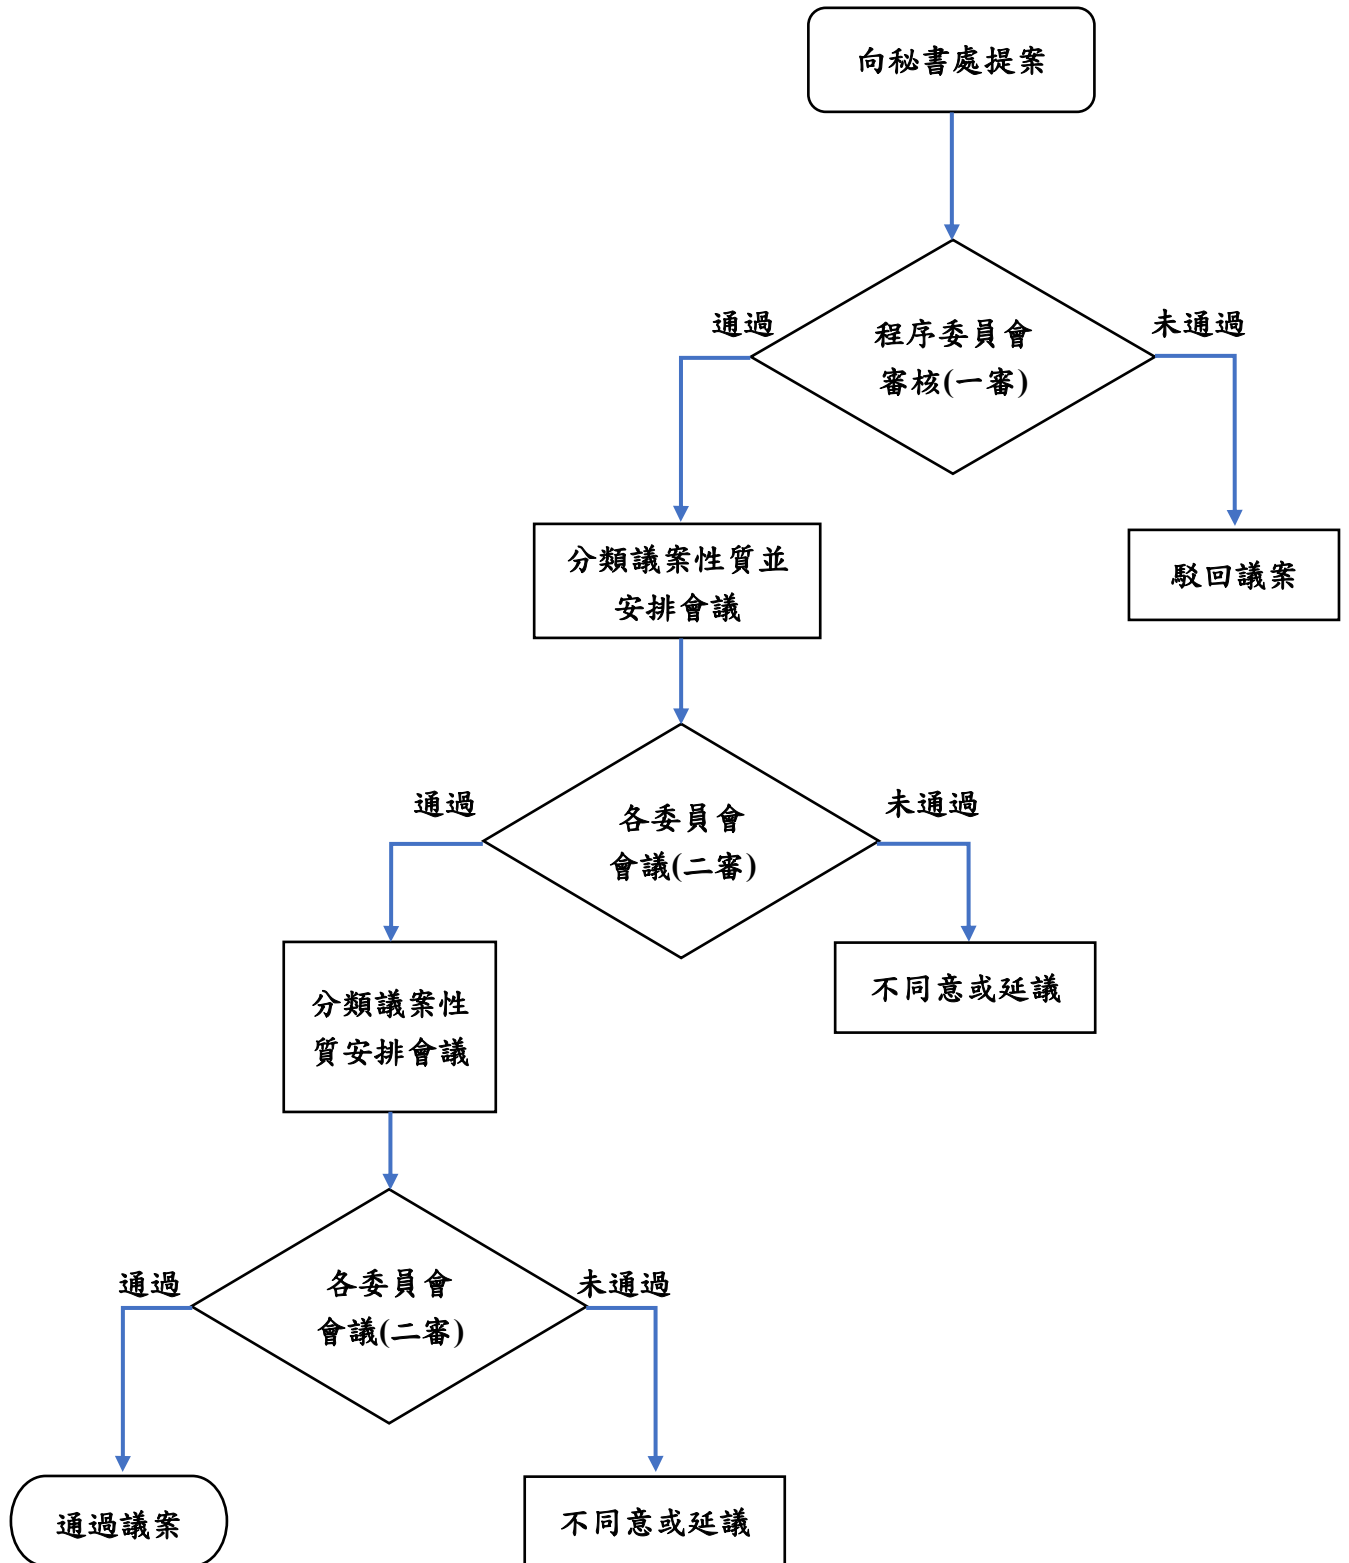 向秘書處提案
通過
未通過
程序委員會
審核(一審)
分類議案性質並
安排會議
駁回議案
通過
未通過
各委員會
會議(二審)
不同意或延議
分類議案性
質安排會議
通過
未通過
各委員會
會議(二審)
通過議案
不同意或延議